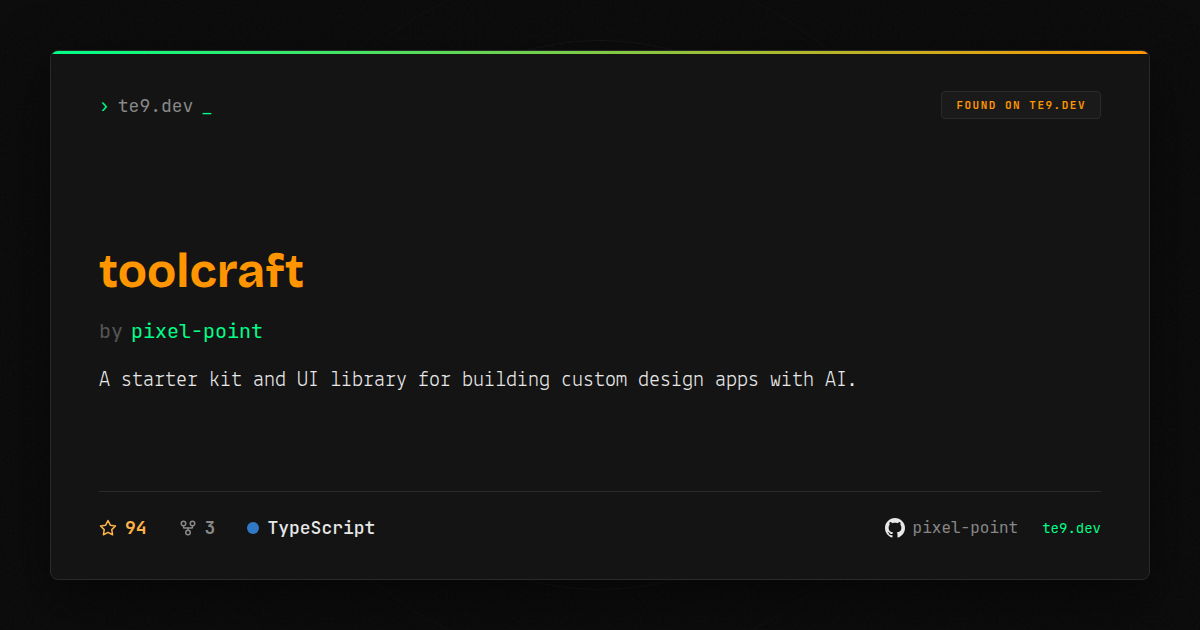 › te9.dev _
FOUND ON TE9.DEV
toolcraft
by pixel-point
A starter kit and UI library for building custom design apps with AI.
94 3 TypeScript
pixel-point te9.dev